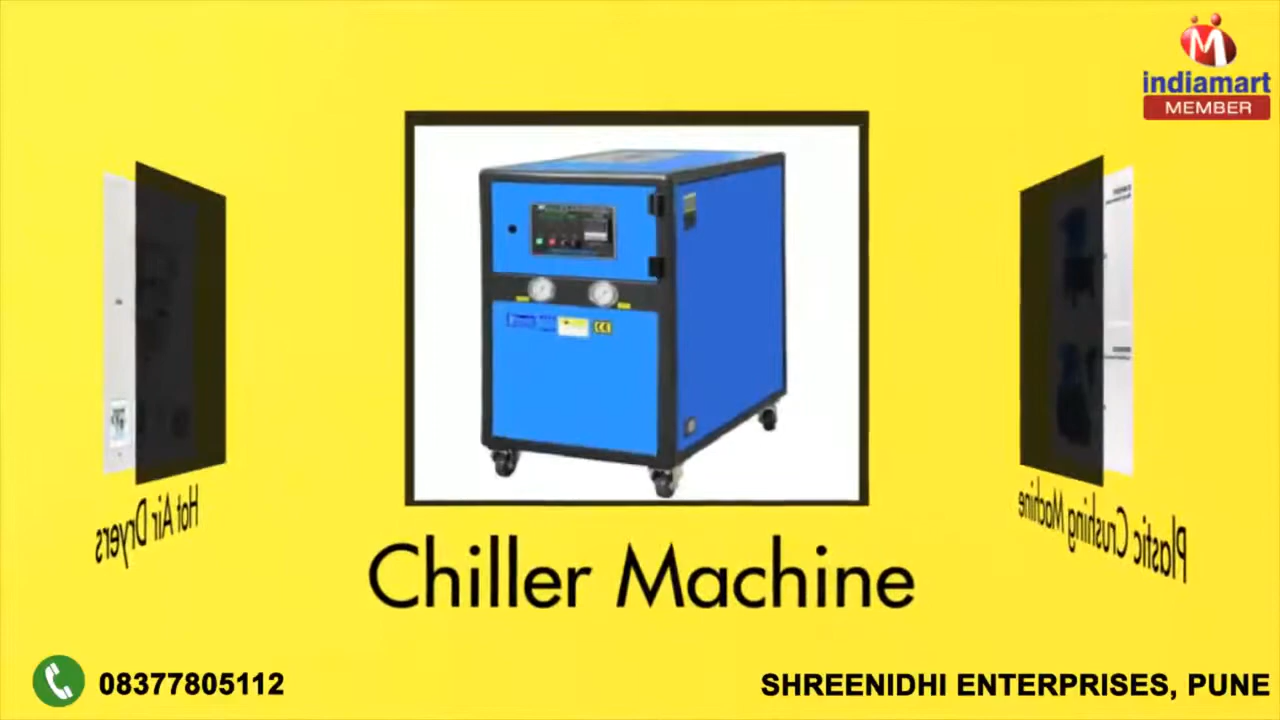 indiamart
MEMBER
Hot Air Dryers
Plastic Crushing Machine
Chiller Machine
08377805112
SHREENIDHI ENTERPRISES, PUNE